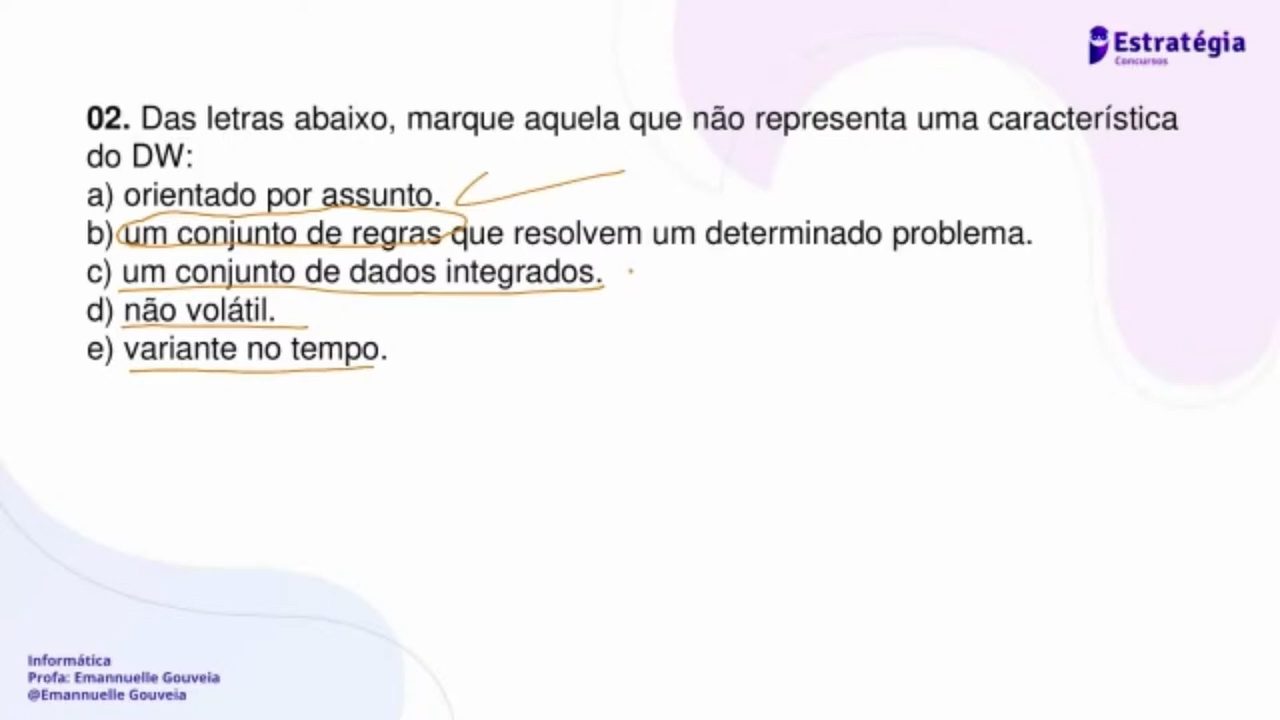 Estratégia
Concursos
02. Das letras abaixo, marque aquela que não representa uma característica
do DW:
a) orientado por assunto.
b) um conjunto de regras que resolvem um determinado problema.
c) um conjunto de dados integrados.
d) não volátil.
e) variante no tempo.
Informática
Profa: Emannuelle Gouveia
@Emannuelle Gouveia